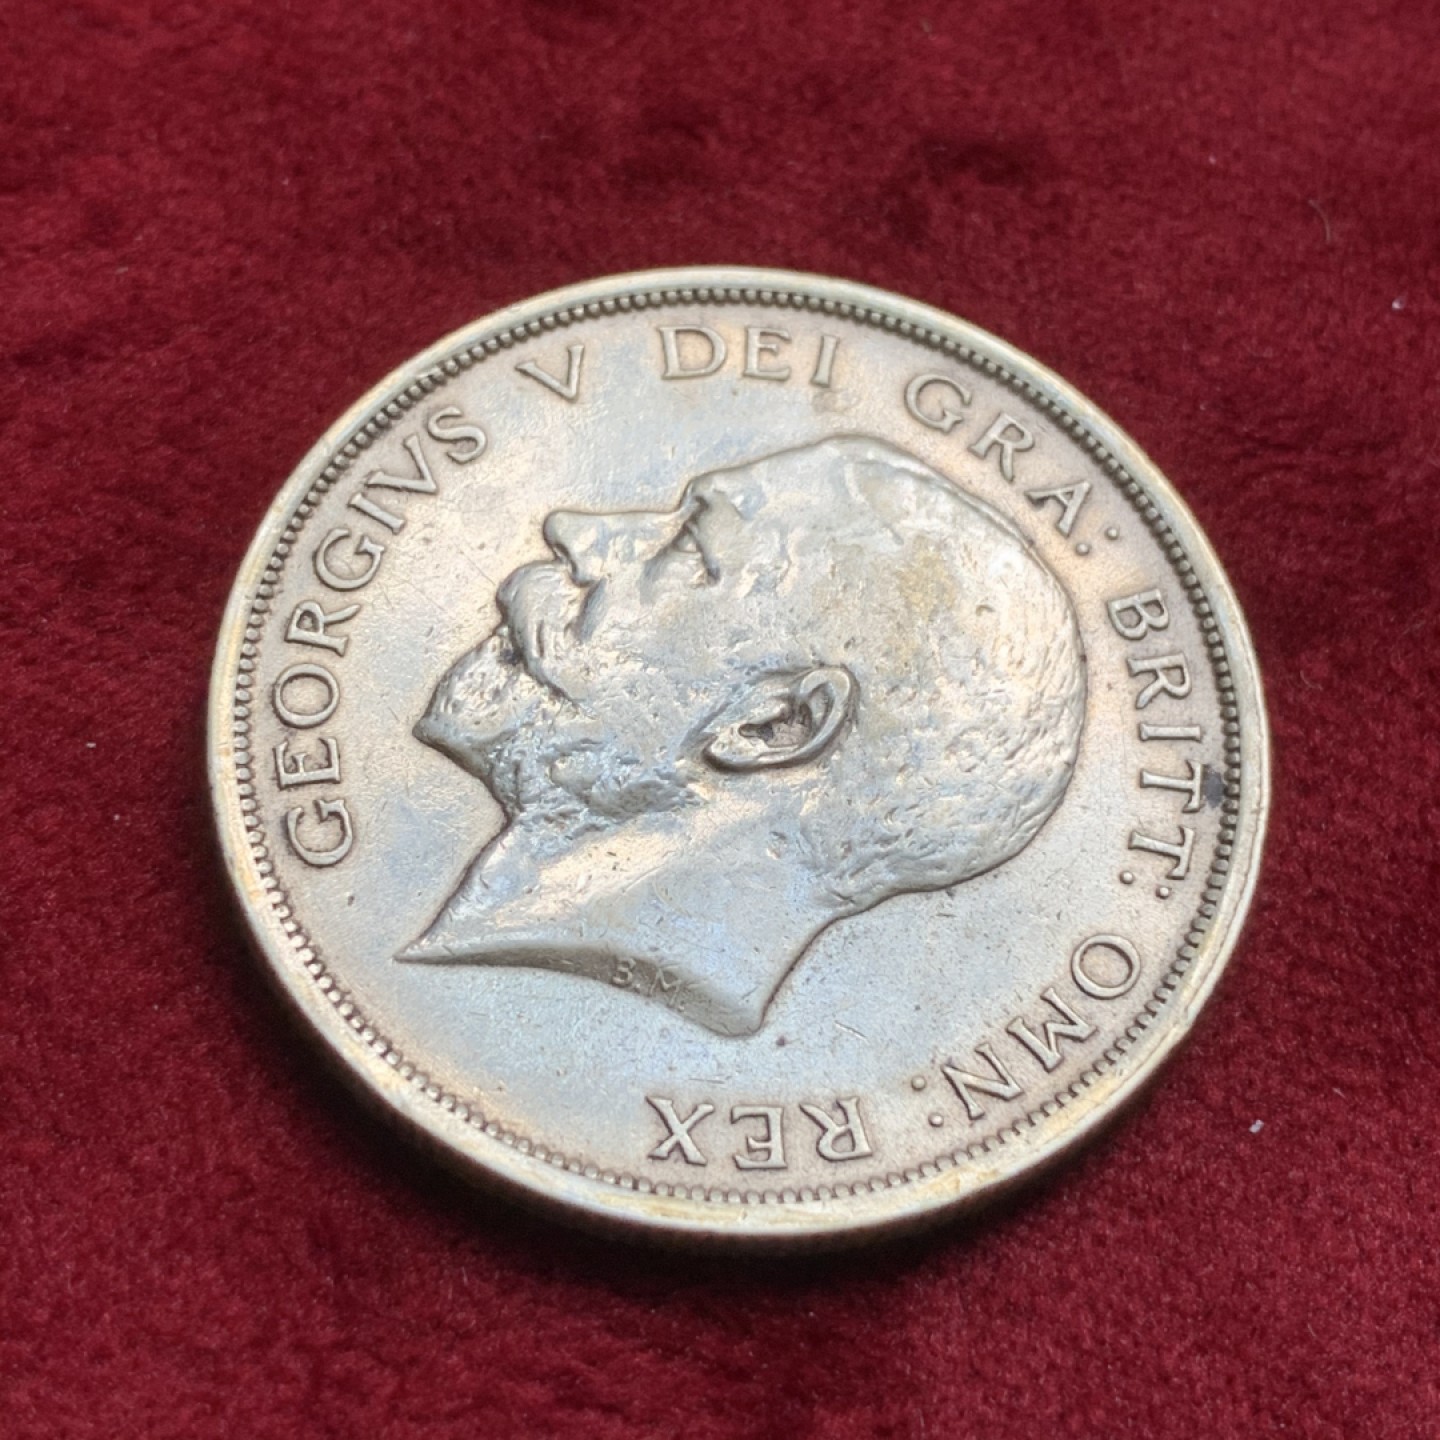 GEORGIVS V DEI GRA: BRITT: OMN: REX
B.M